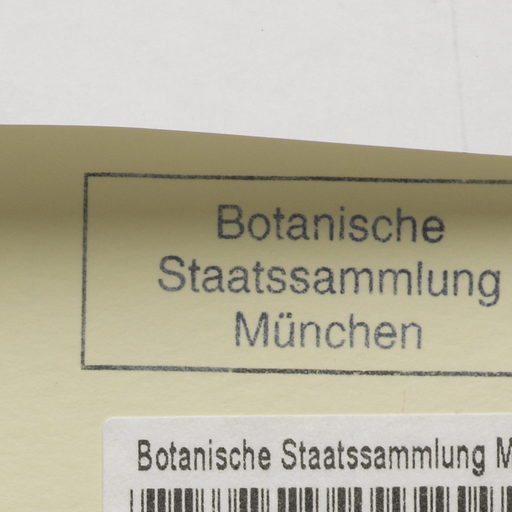 Botanische
Staatssammlung
München
Botanische Staatssammlung M